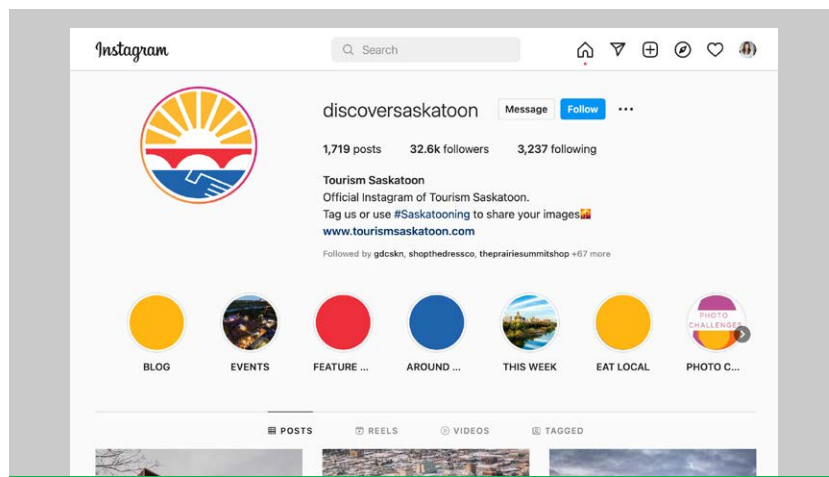 Instagram
Search
discoversaskatoon Message Follow
1,719 posts 32.6k followers 3,237 following
Tourism Saskatoon
Official Instagram of Tourism Saskatoon.
Tag us or use #Saskatooning to share your images🌇
www.tourismsaskatoon.com
Followed by gdcskn, shopthedressco, theprairiesummitshop +67 more
PHOTO
CHALLENGES
BLOG EVENTS FEATURE ... AROUND ... THIS WEEK EAT LOCAL PHOTO C...
POSTS REELS VIDEOS TAGGED